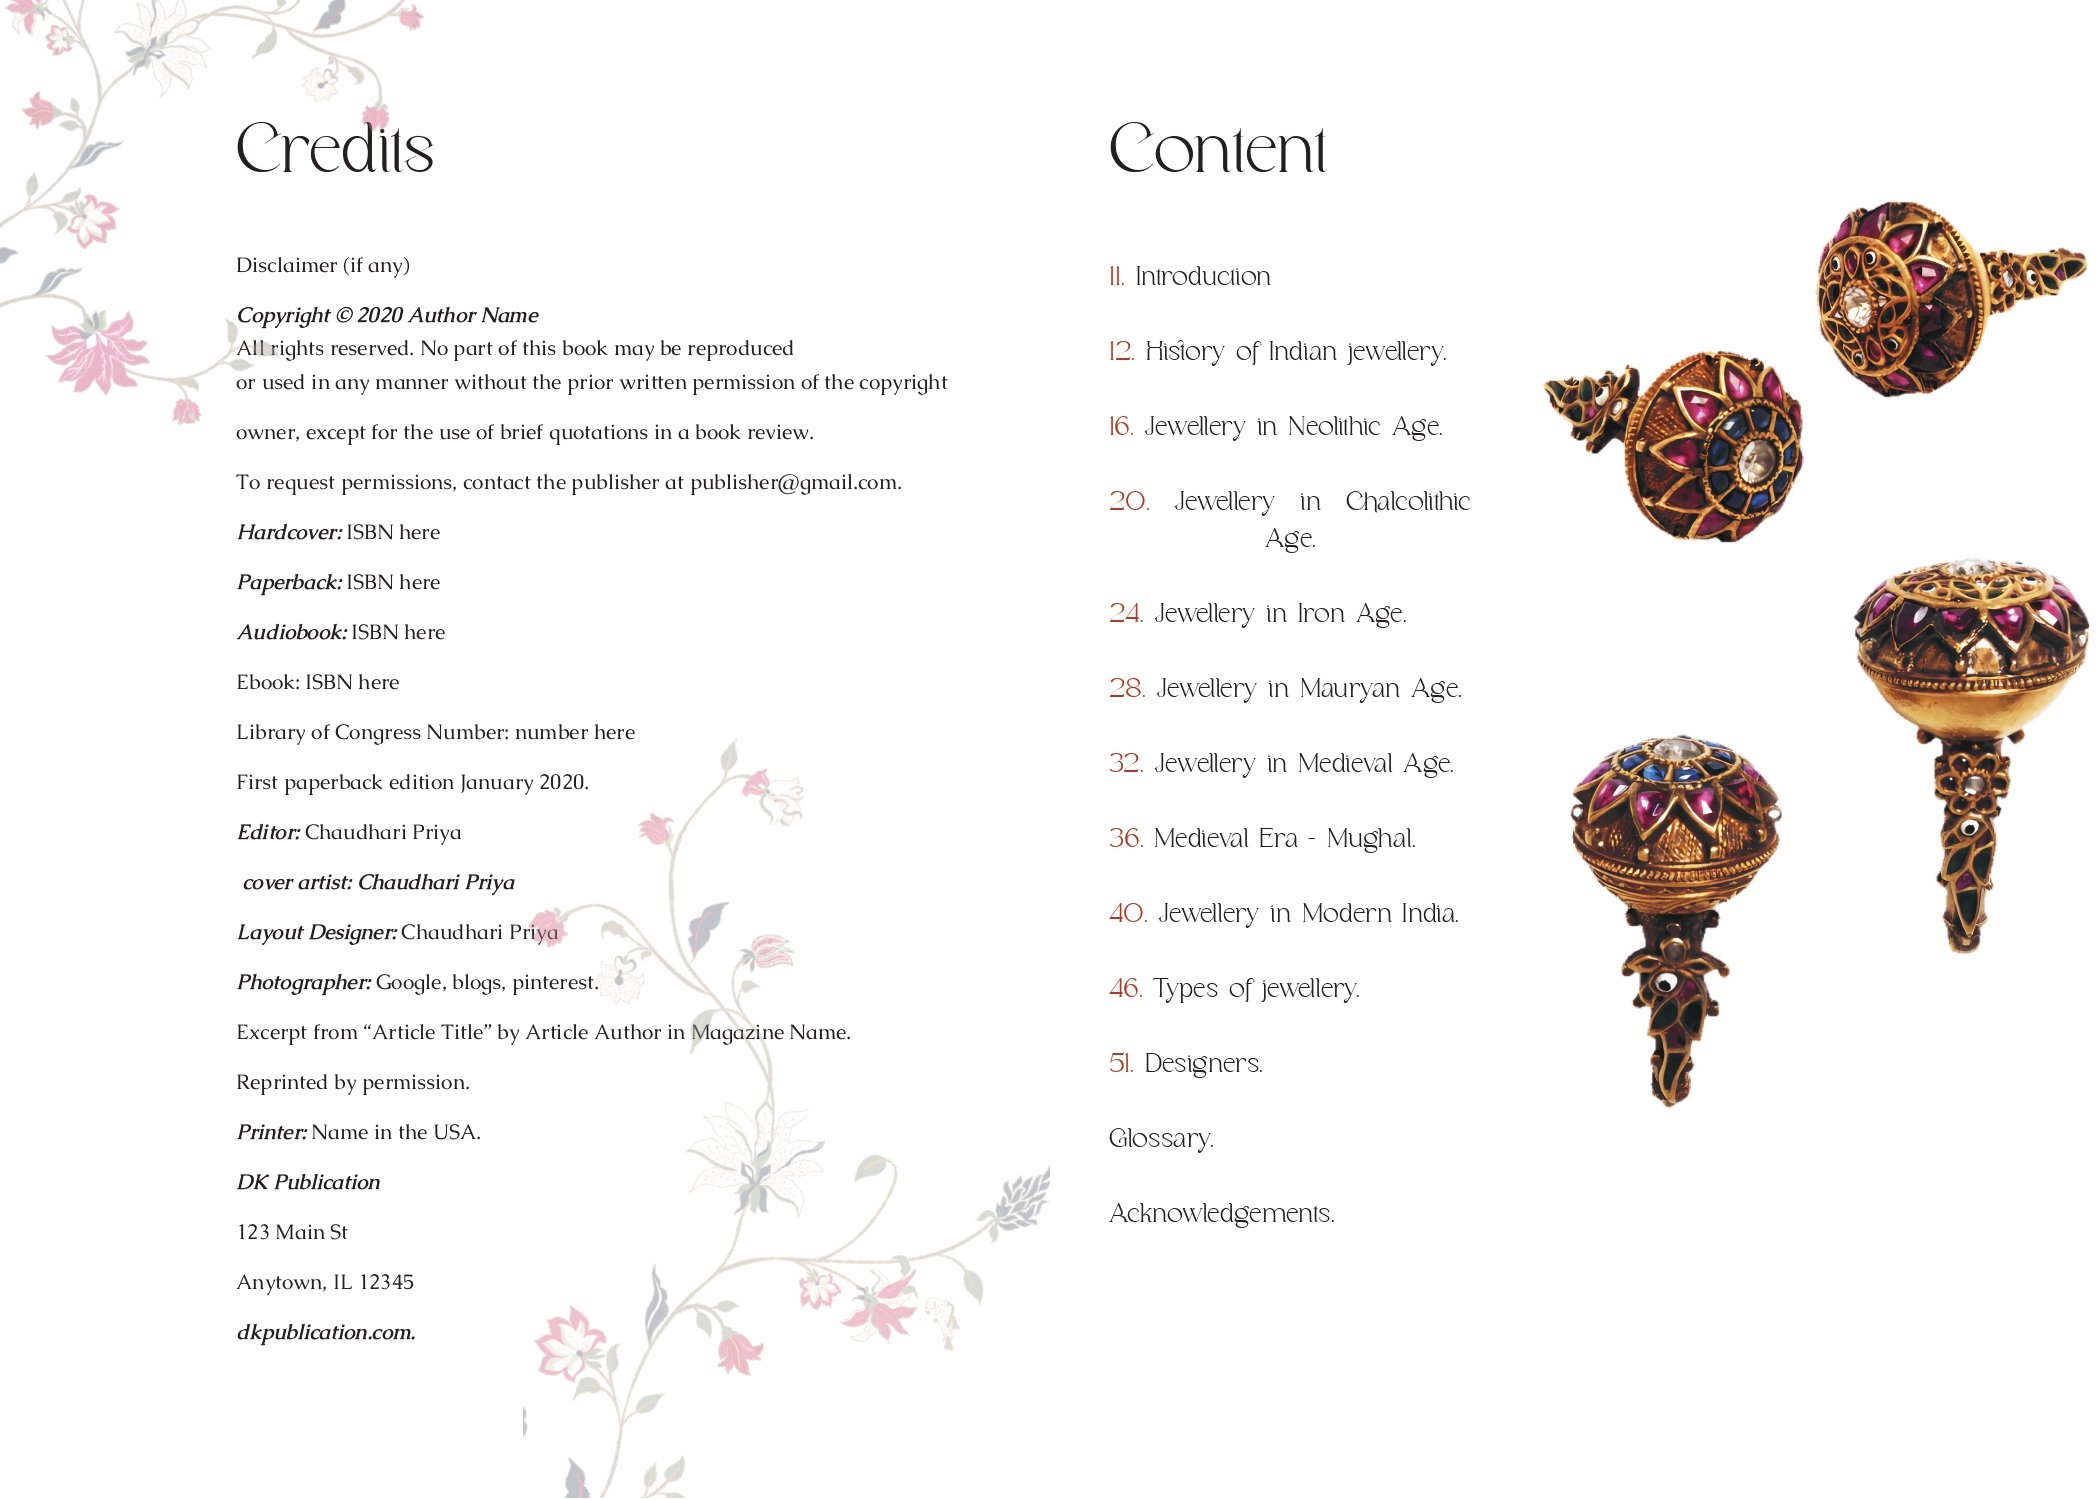 Credits
Disclaimer (if any)
Copyright © 2020 Author Name
All rights reserved. No part of this book may be reproduced
or used in any manner without the prior written permission of the copyright
owner, except for the use of brief quotations in a book review.
To request permissions, contact the publisher at publisher@gmail.com.
Hardcover: ISBN here
Paperback: ISBN here
Audiobook: ISBN here
Ebook: ISBN here
Library of Congress Number: number here
First paperback edition January 2020.
Editor: Chaudhari Priya
cover artist: Chaudhari Priya
Layout Designer: Chaudhari Priya
Photographer: Google, blogs, pinterest.
Excerpt from “Article Title” by Article Author in Magazine Name.
Reprinted by permission.
Printer: Name in the USA.
DK Publication
123 Main St
Anytown, IL 12345
dkpublication.com.
Content
11. Introduction
12. History of Indian jewellery.
16. Jewellery in Neolithic Age.
20. Jewellery in Chalcolithic
Age.
24. Jewellery in Iron Age.
28. Jewellery in Mauryan Age.
32. Jewellery in Medieval Age.
36. Medieval Era - Mughal.
40. Jewellery in Modern India.
46. Types of jewellery.
51. Designers.
Glossary.
Acknowledgements.